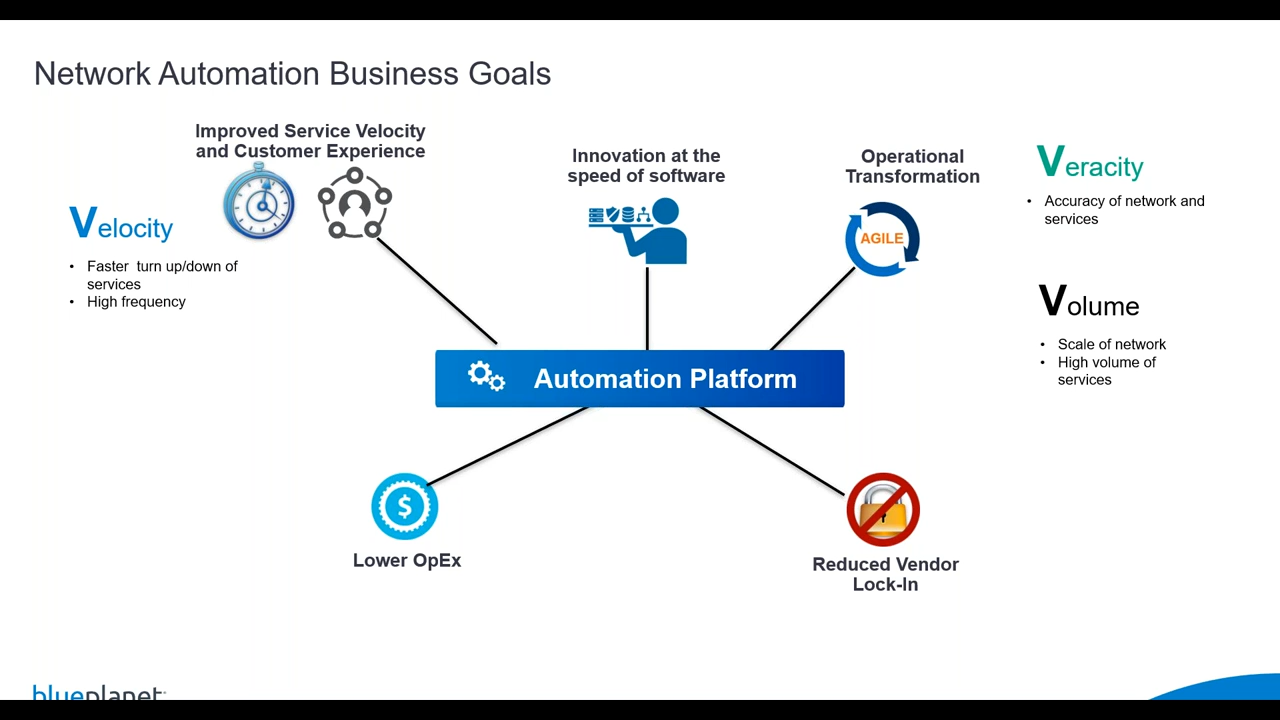 Network Automation Business Goals
Improved Service Velocity
and Customer Experience
Innovation at the
speed of software
Operational
Transformation
AGILE
Velocity
• Faster turn up/down of
services
• High frequency
Veracity
• Accuracy of network and
services
Volume
• Scale of network
• High volume of
services
Automation Platform
$
Lower OpEx
Reduced Vendor
Lock-In
blueplanet